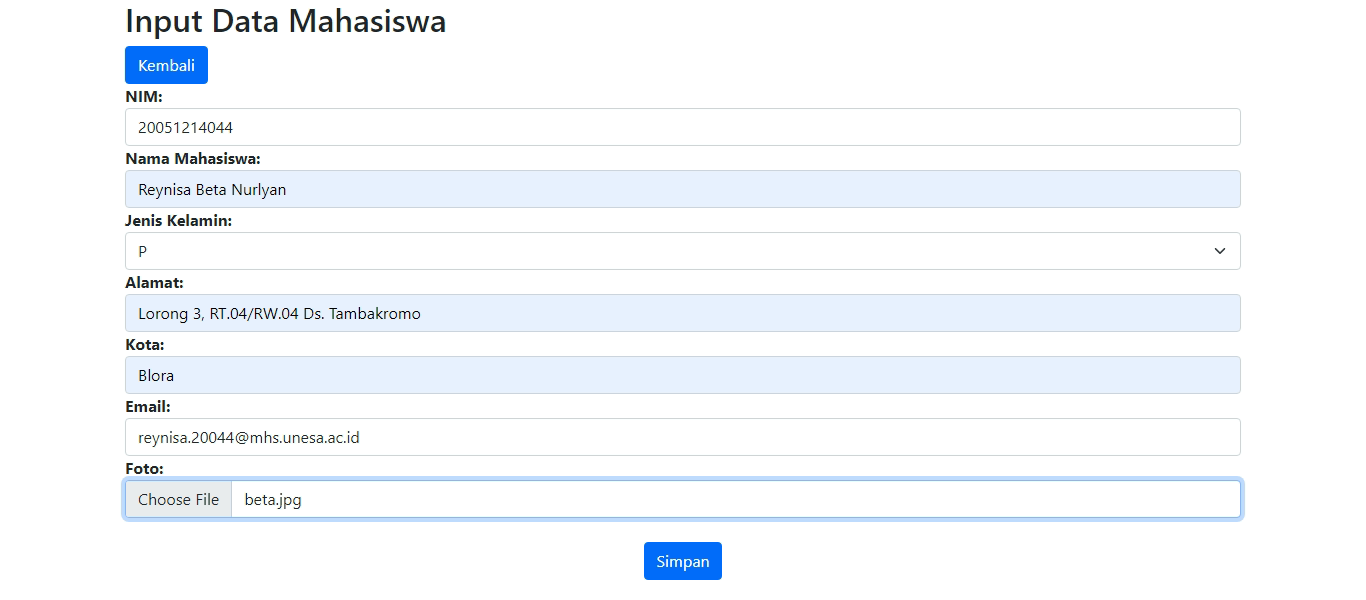 Input Data Mahasiswa
Kembali
NIM:
20051214044
Nama Mahasiswa:
Reynisa Beta Nurlyan
Jenis Kelamin:
P
Alamat:
Lorong 3, RT.04/RW.04 Ds. Tambakromo
Kota:
Blora
Email:
reynisa.20044@mhs.unesa.ac.id
Foto:
Choose File beta.jpg
Simpan